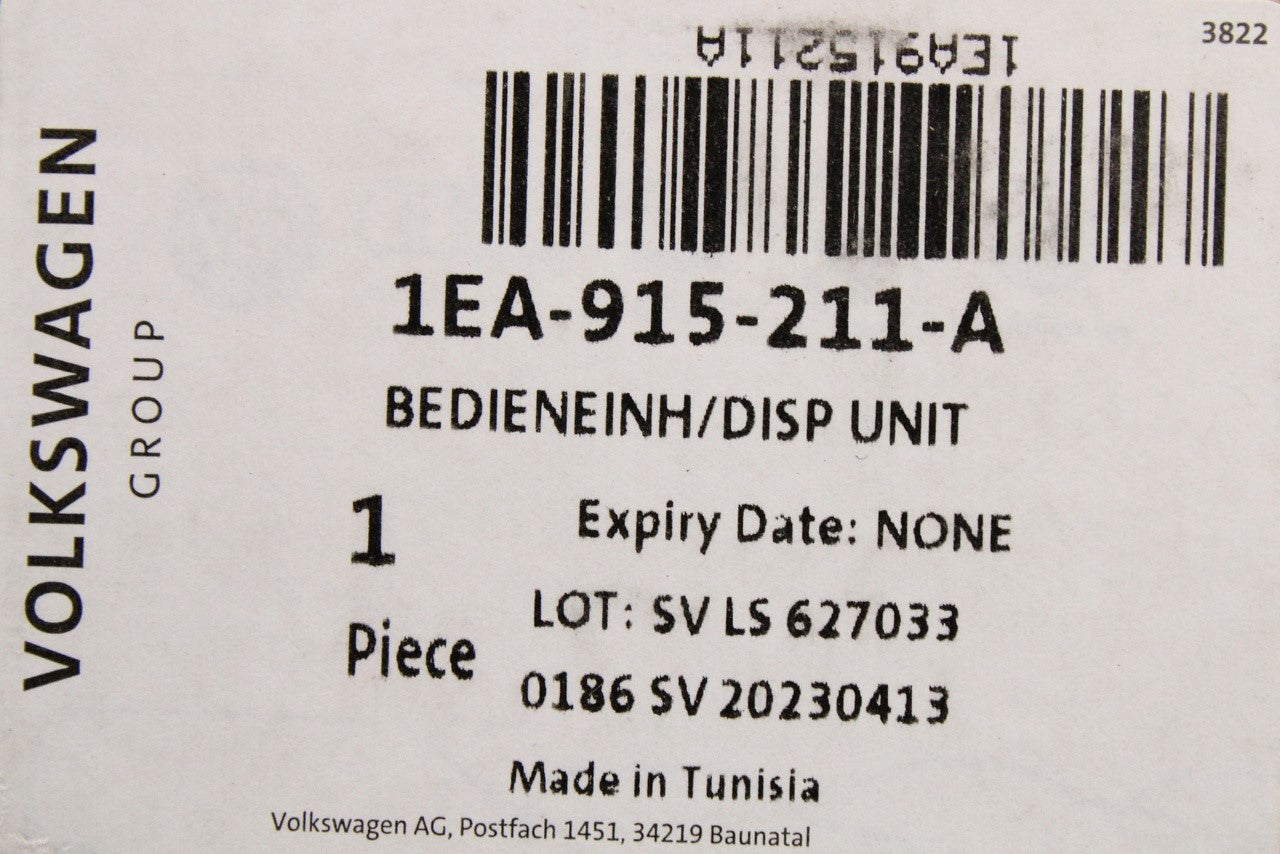 3822
1EA915211A
1EA-915-211-A
BEDIENEINH/DISP UNIT
1
Piece
Expiry Date: NONE
LOT: SV LS 627033
0186 SV 20230413
Made in Tunisia
Volkswagen AG, Postfach 1451, 34219 Baunatal
VOLKSWAGEN
GROUP